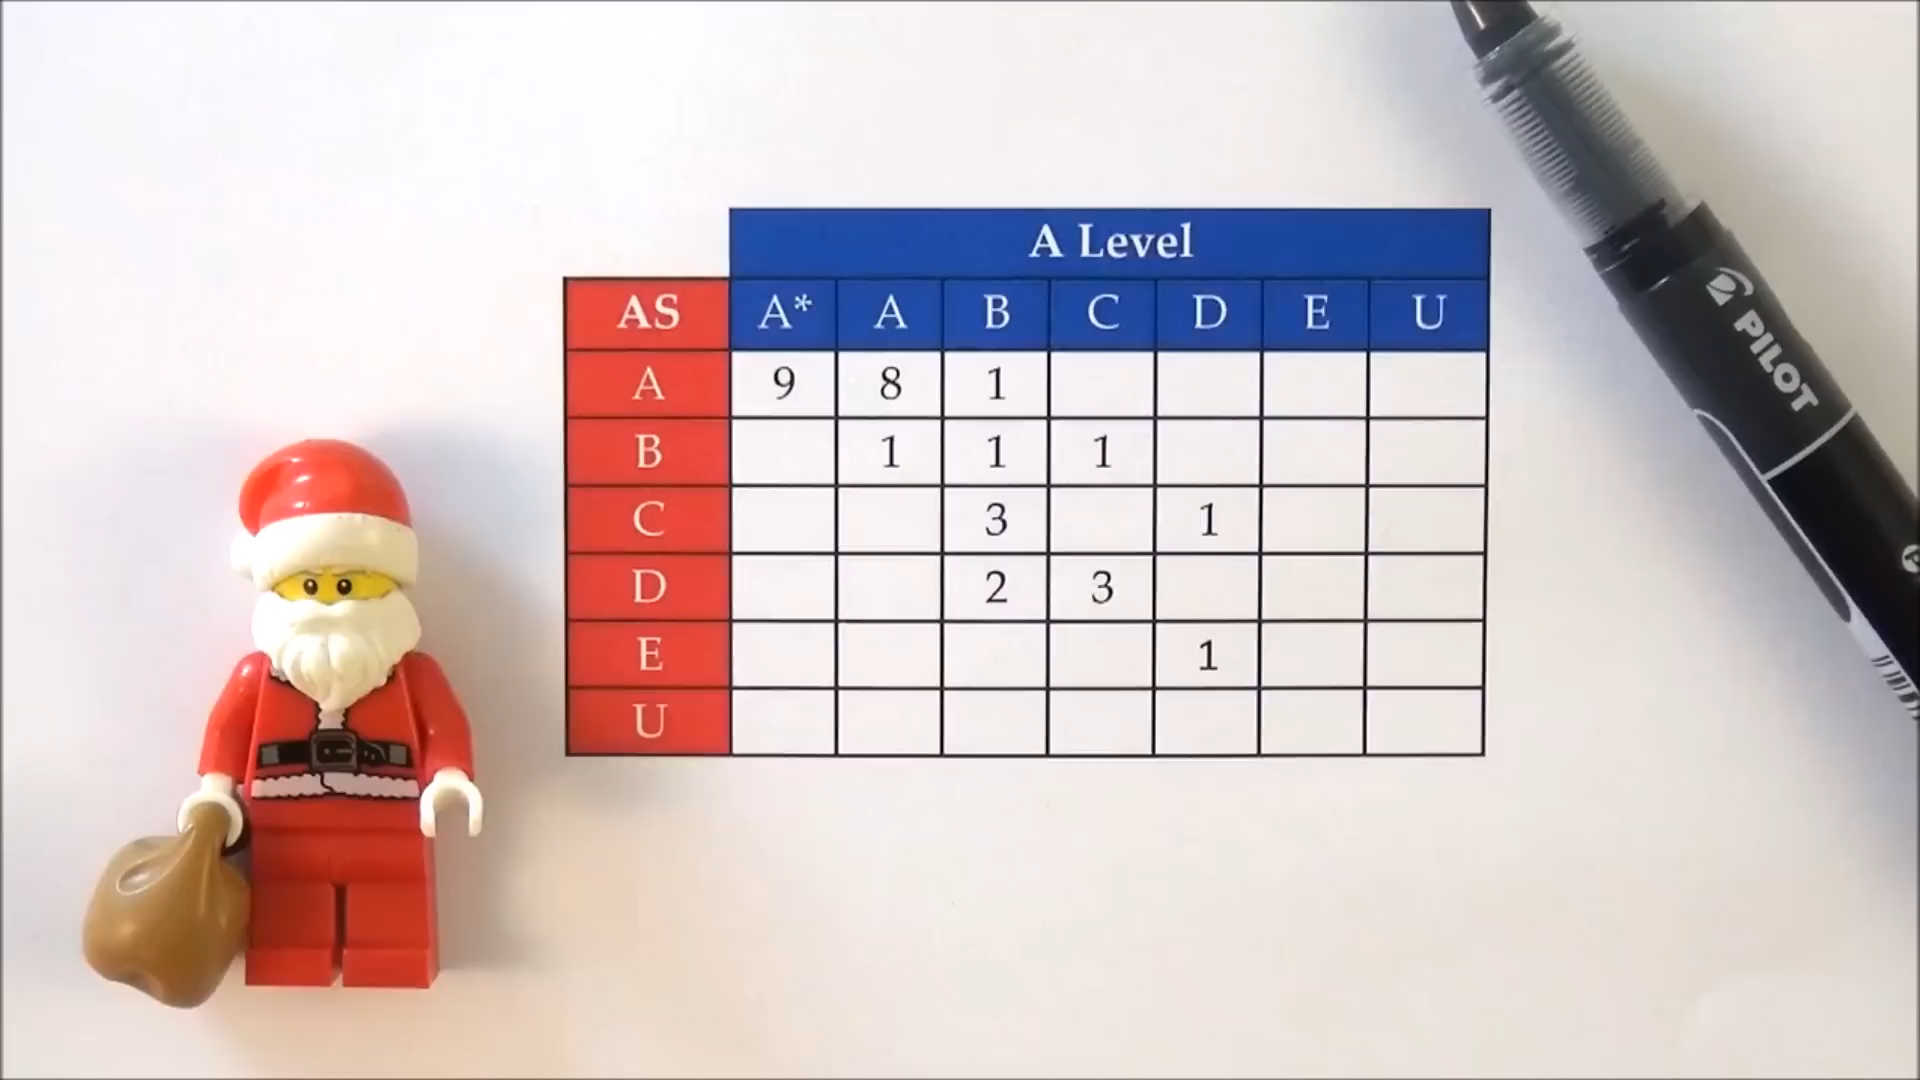 A Level
AS A* A B C D E U
A 9 8 1
B 1 1 1
C 3 1
D 2 3
E 1
U
PILOT